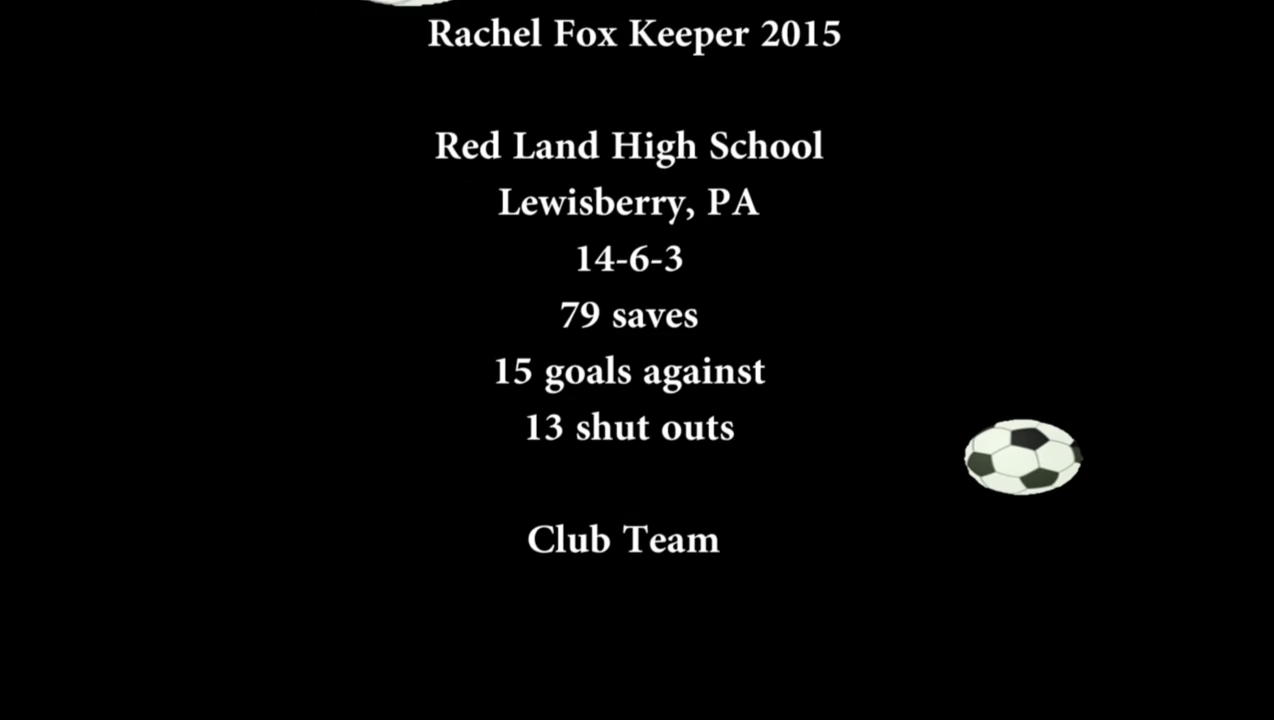 Rachel Fox Keeper 2015
Red Land High School
Lewisberry, PA
14-6-3
79 saves
15 goals against
13 shut outs
Club Team